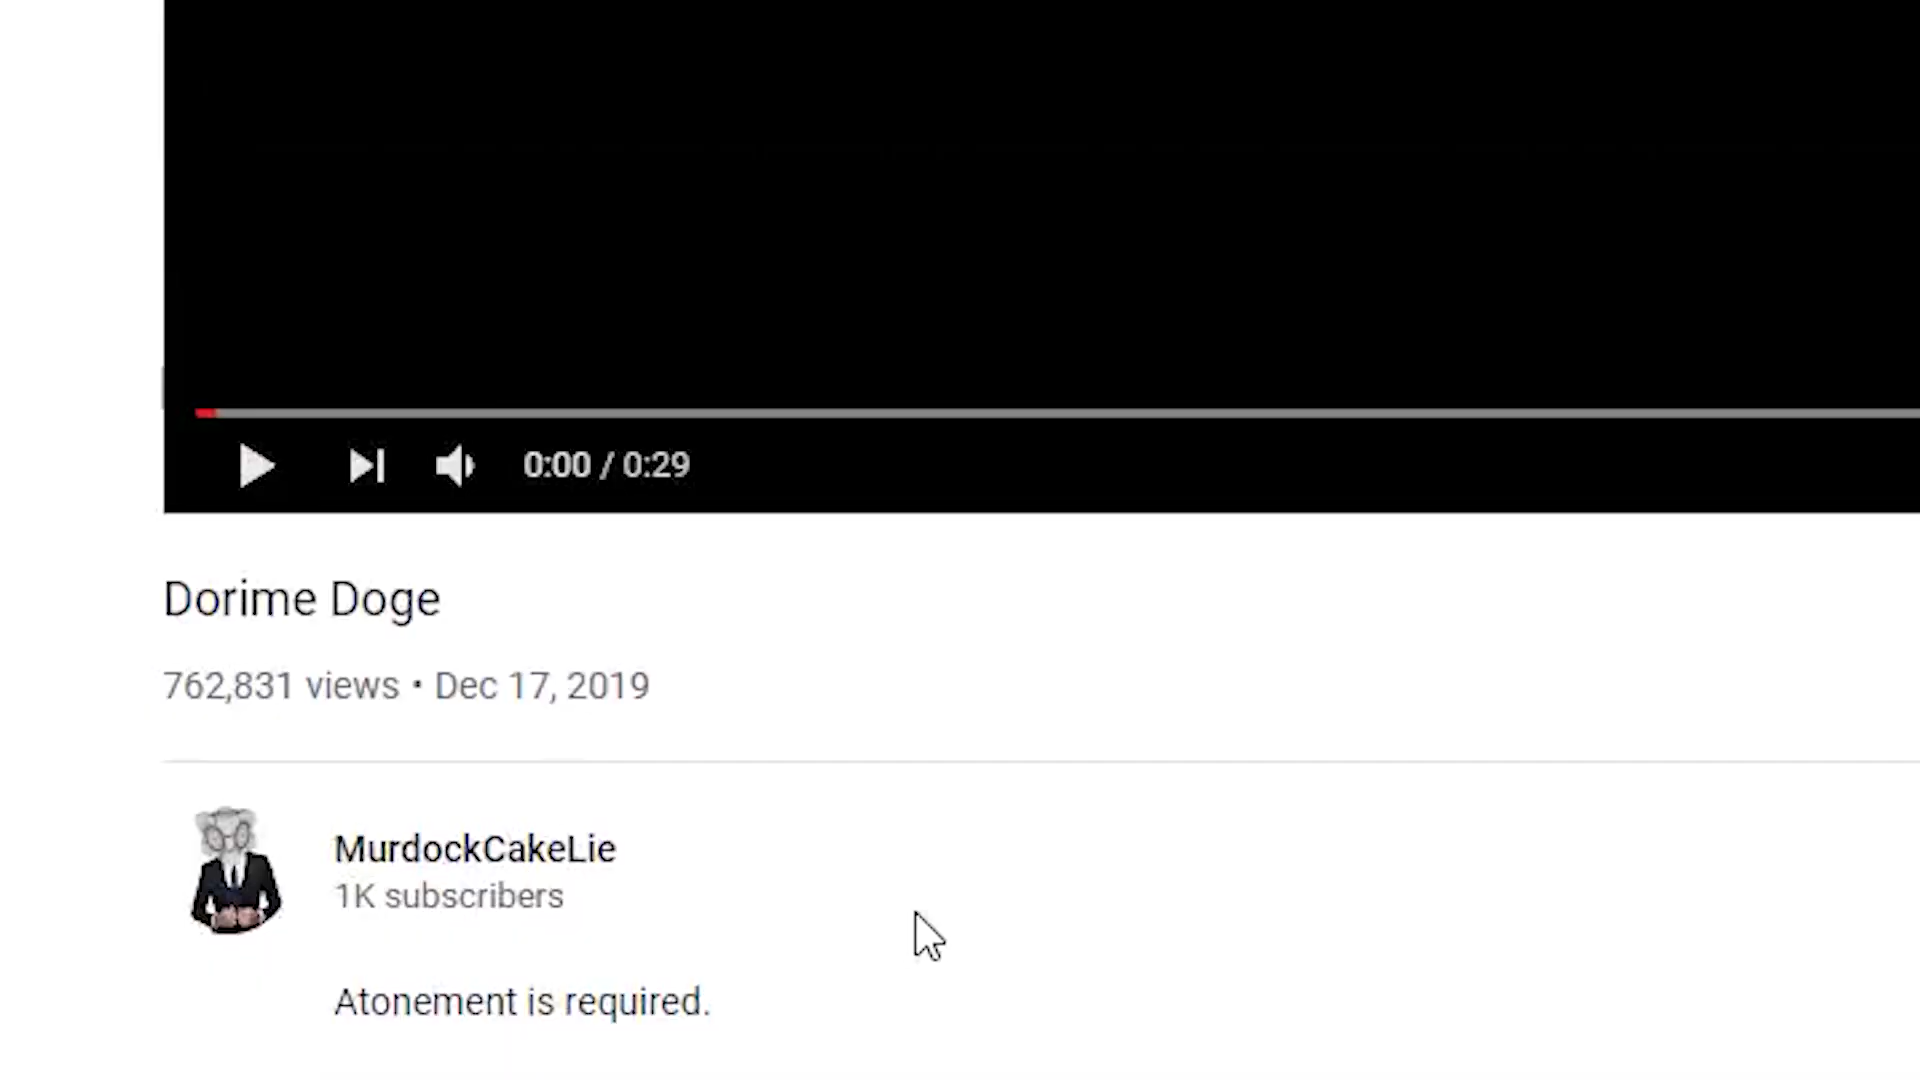 0:00 / 0:29
Dorime Doge
762,831 views • Dec 17, 2019
MurdockCakeLie
1K subscribers
Atonement is required.